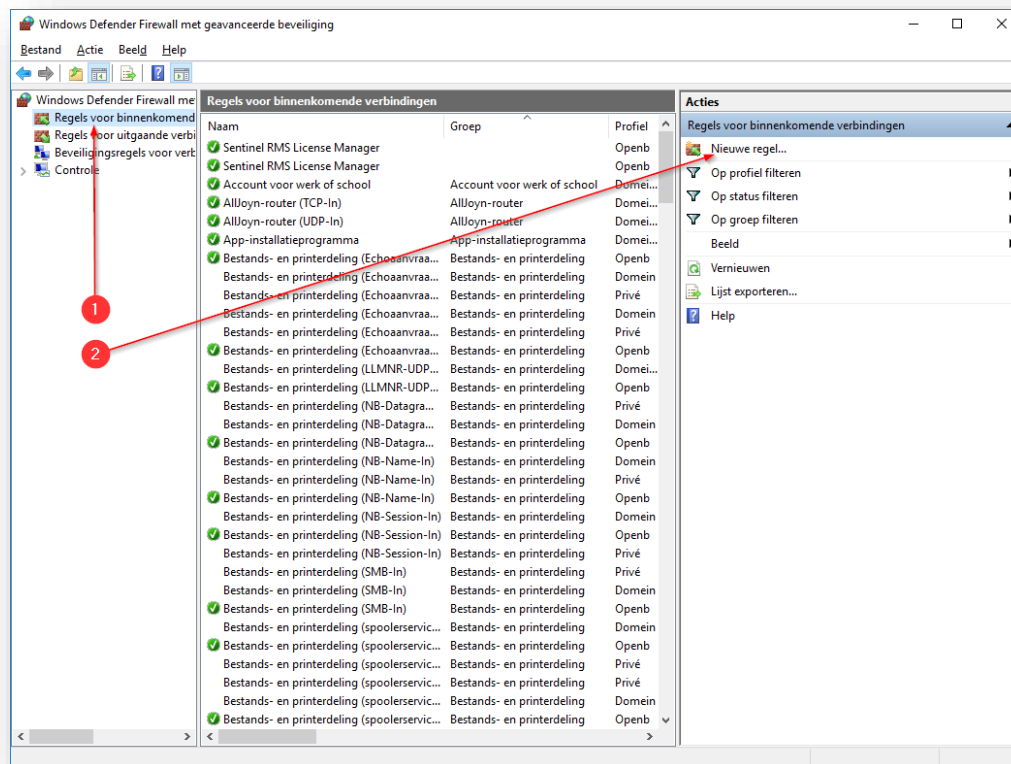 Windows Defender Firewall met geavanceerde beveiliging
Bestand Actie Beeld Help
Windows Defender Firewall me
Regels voor binnenkomend
Regels voor uitgaande verbi
Beveiligingsregels voor verb
Controle
1
2
Regels voor binnenkomende verbindingen
Naam Groep Profiel
Sentinel RMS License Manager Openb
Sentinel RMS License Manager Openb
Account voor werk of school Account voor werk of school Domei...
AllJoyn-router (TCP-In) AllJoyn-router Domei...
AllJoyn-router (UDP-In) AllJoyn-router Domei...
App-installatieprogramma App-installatieprogramma Domei...
Bestands- en printerdeling (Echoaanvraa... Bestands- en printerdeling Openb
Bestands- en printerdeling (Echoaanvraa... Bestands- en printerdeling Domein
Bestands- en printerdeling (Echoaanvraa... Bestands- en printerdeling Privé
Bestands- en printerdeling (Echoaanvraa... Bestands- en printerdeling Domein
Bestands- en printerdeling (Echoaanvraa... Bestands- en printerdeling Privé
Bestands- en printerdeling (Echoaanvraa... Bestands- en printerdeling Openb
Bestands- en printerdeling (LLMNR-UDP... Bestands- en printerdeling Domei...
Bestands- en printerdeling (LLMNR-UDP... Bestands- en printerdeling Openb
Bestands- en printerdeling (NB-Datagra... Bestands- en printerdeling Privé
Bestands- en printerdeling (NB-Datagra... Bestands- en printerdeling Domein
Bestands- en printerdeling (NB-Datagra... Bestands- en printerdeling Openb
Bestands- en printerdeling (NB-Name-In) Bestands- en printerdeling Domein
Bestands- en printerdeling (NB-Name-In) Bestands- en printerdeling Privé
Bestands- en printerdeling (NB-Name-In) Bestands- en printerdeling Openb
Bestands- en printerdeling (NB-Session-In) Bestands- en printerdeling Domein
Bestands- en printerdeling (NB-Session-In) Bestands- en printerdeling Openb
Bestands- en printerdeling (NB-Session-In) Bestands- en printerdeling Privé
Bestands- en printerdeling (SMB-In) Bestands- en printerdeling Privé
Bestands- en printerdeling (SMB-In) Bestands- en printerdeling Domein
Bestands- en printerdeling (SMB-In) Bestands- en printerdeling Openb
Bestands- en printerdeling (spoolerservic... Bestands- en printerdeling Domein
Bestands- en printerdeling (spoolerservic... Bestands- en printerdeling Openb
Bestands- en printerdeling (spoolerservic... Bestands- en printerdeling Privé
Bestands- en printerdeling (spoolerservic... Bestands- en printerdeling Privé
Bestands- en printerdeling (spoolerservic... Bestands- en printerdeling Domein
Bestands- en printerdeling (spoolerservic... Bestands- en printerdeling Openb
Acties
Regels voor binnenkomende verbindingen
Nieuwe regel...
Op profiel filteren
Op status filteren
Op groep filteren
Beeld
Vernieuwen
Lijst exporteren...
Help